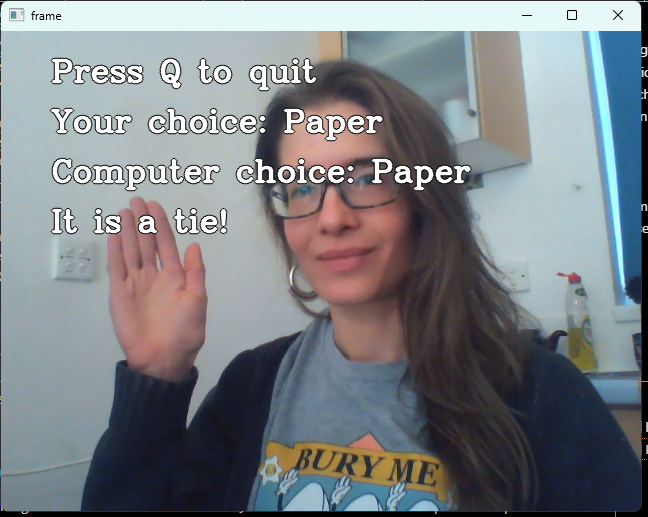 frame
Press Q to quit
Your choice: Paper
Computer choice: Paper
It is a tie!
BURY ME